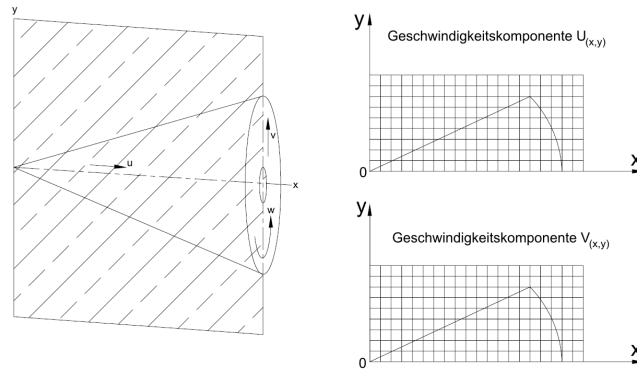 y
u
v
w
x
y
Geschwindigkeitskomponente U(x,y)
0
x
y
Geschwindigkeitskomponente V(x,y)
0
x